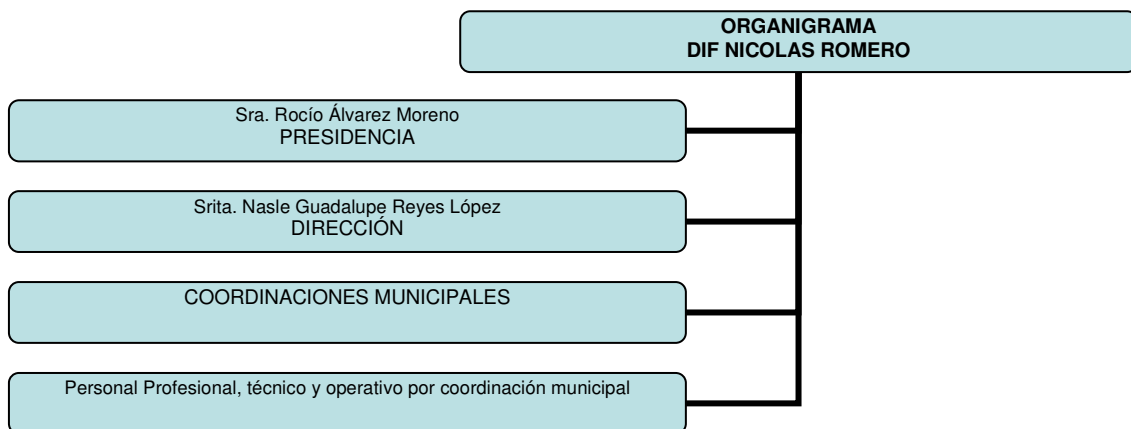 ORGANIGRAMA
DIF NICOLAS ROMERO
Sra. Rocío Álvarez Moreno
PRESIDENCIA
Srita. Nasle Guadalupe Reyes López
DIRECCIÓN
COORDINACIONES MUNICIPALES
Personal Profesional, técnico y operativo por coordinación municipal